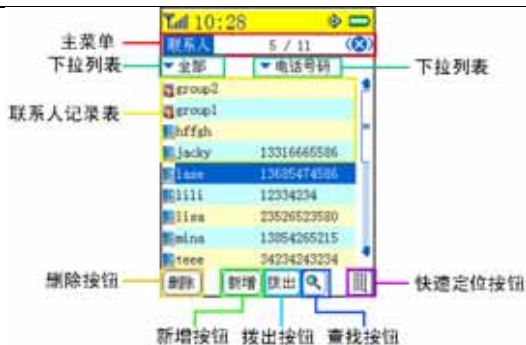 10:28
主菜单
联系人 5 / 11
下拉列表 全部 电话号码 下拉列表
group2
联系人记录表
group1
hffgh
jacky 13316665586
lase 13685474586
lili 12334234
lisa 23526523580
mina 13854265215
teee 34234243234
删除按钮 删除 新增 拨出 快速定位按钮
新增按钮 拨出按钮 查找按钮